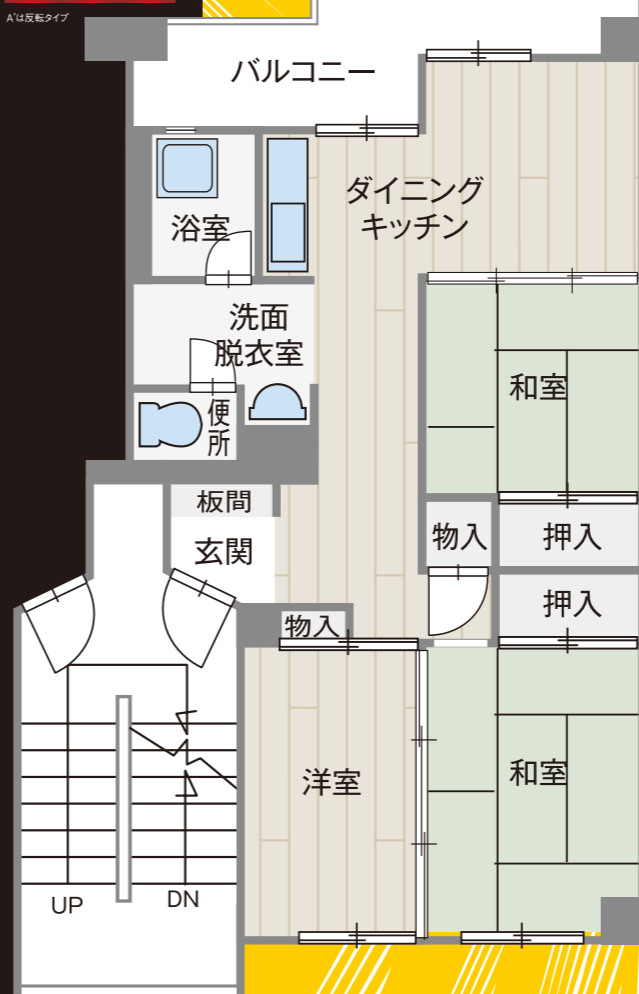 A'は反転タイプ
バルコニー
ダイニング
キッチン
浴室
洗面
脱衣室
和室
便
所
板間
玄関
物入
押入
押入
物入
洋室
和室
UP
DN